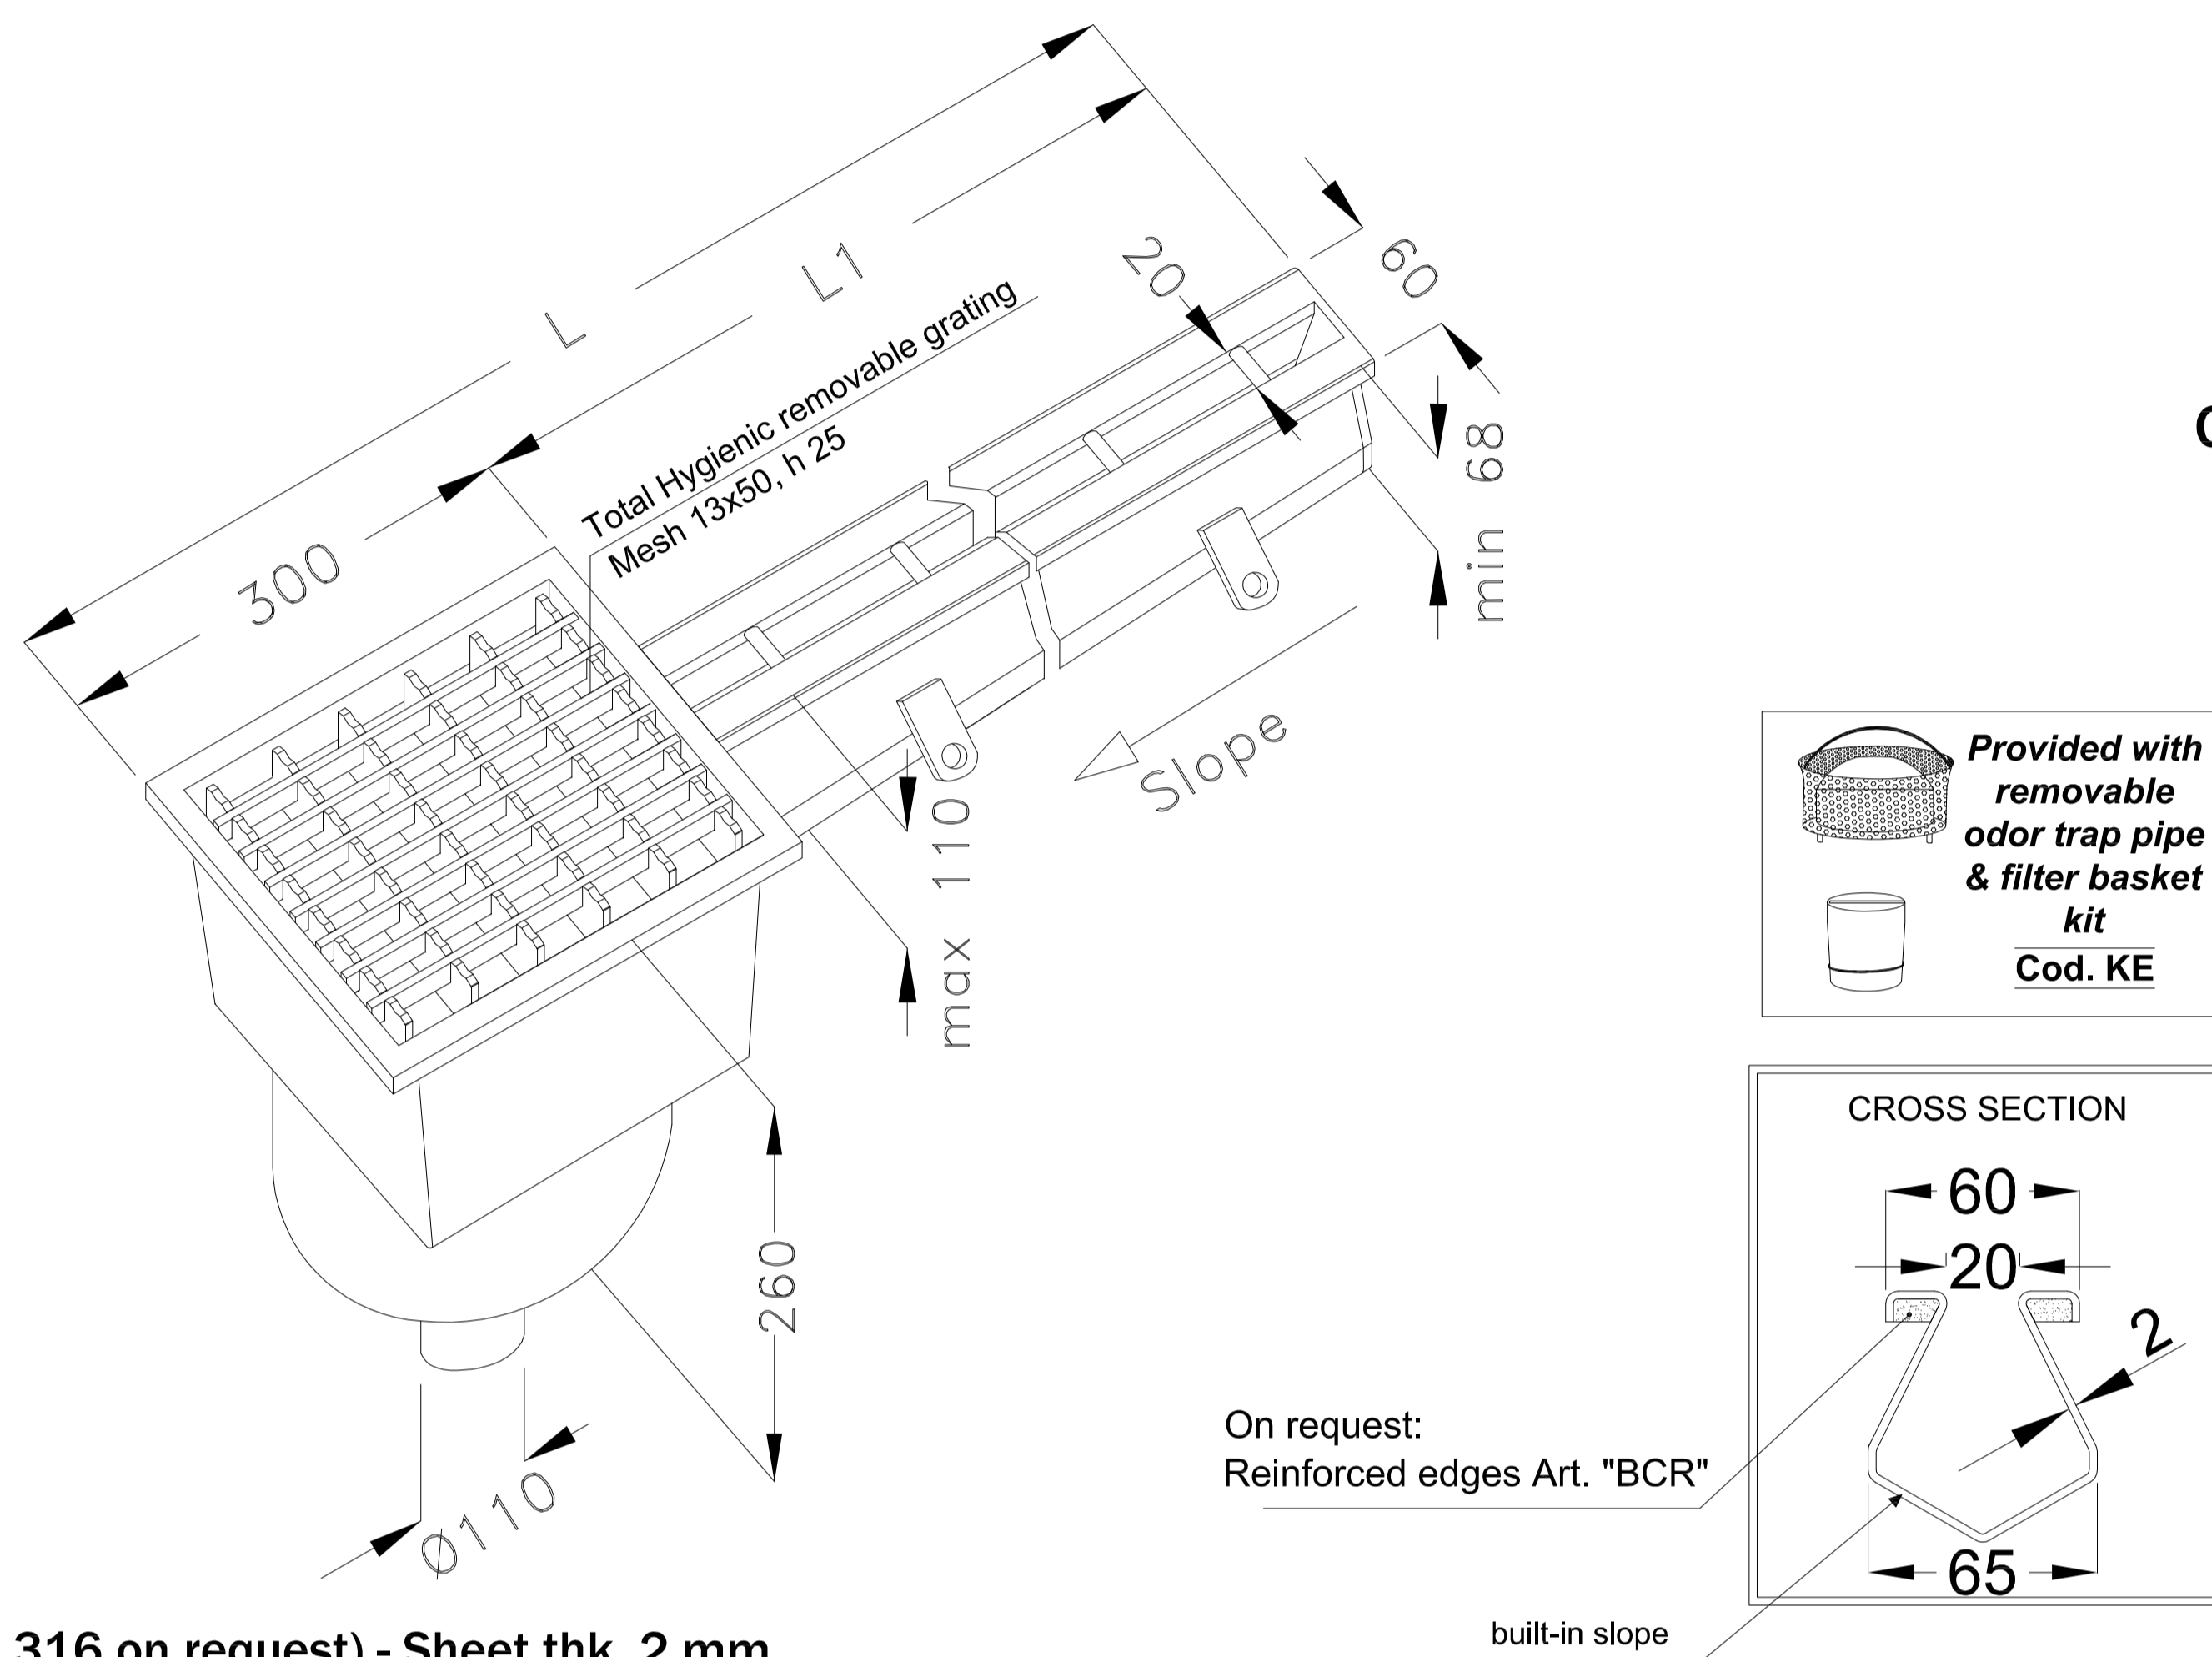 L
L1
300
Total Hygienic removable grating
Mesh 13x50, h 25
20
60
min 68
max 110
Slope
260
Ø110
Provided with
removable
odor trap pipe
& filter basket
kit
Cod. KE
CROSS SECTION
60
20
2
65
On request:
Reinforced edges Art. "BCR"
built-in slope
316 on request) - Sheet thk. 2 mm